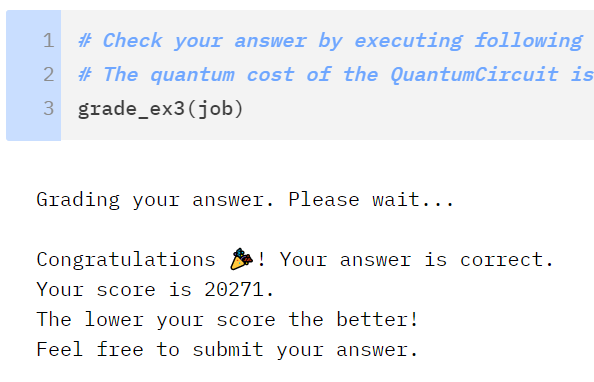 1 # Check your answer by executing following
2 # The quantum cost of the QuantumCircuit is
3 grade_ex3(job)
Grading your answer. Please wait...
Congratulations 🎉! Your answer is correct.
Your score is 20271.
The lower your score the better!
Feel free to submit your answer.